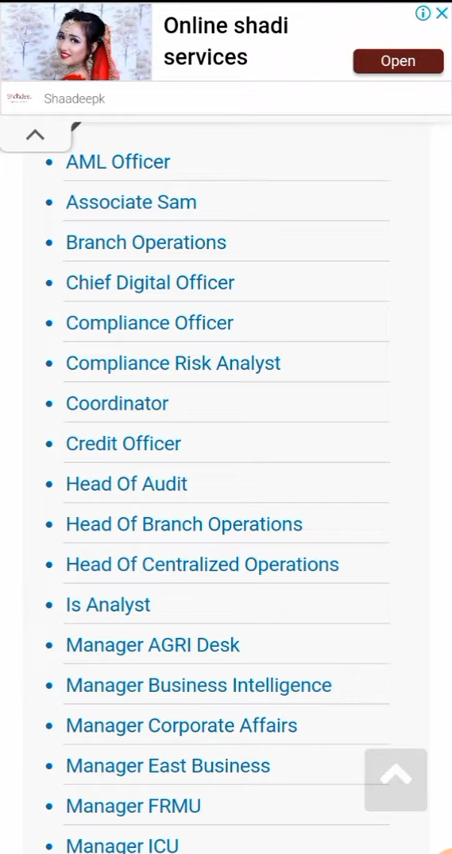 Online shadi
services
Open
Shaadeepk
AML Officer
Associate Sam
Branch Operations
Chief Digital Officer
Compliance Officer
Compliance Risk Analyst
Coordinator
Credit Officer
Head Of Audit
Head Of Branch Operations
Head Of Centralized Operations
Is Analyst
Manager AGRI Desk
Manager Business Intelligence
Manager Corporate Affairs
Manager East Business
Manager FRMU
Manager ICU